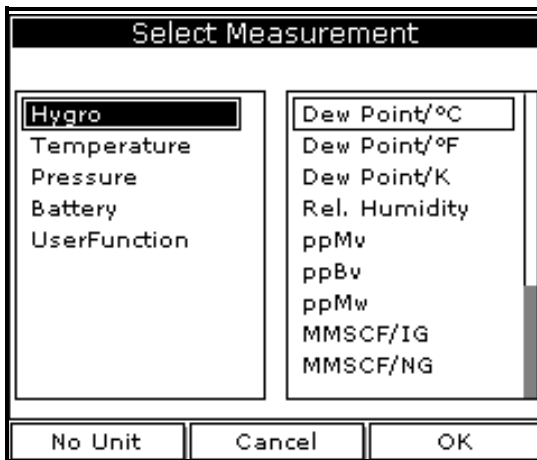 Select Measurement
Hygro
Temperature
Pressure
Battery
UserFunction
Dew Point/°C
Dew Point/°F
Dew Point/K
Rel. Humidity
ppMv
ppBv
ppMw
MMSCF/IG
MMSCF/NG
No Unit
Cancel
OK